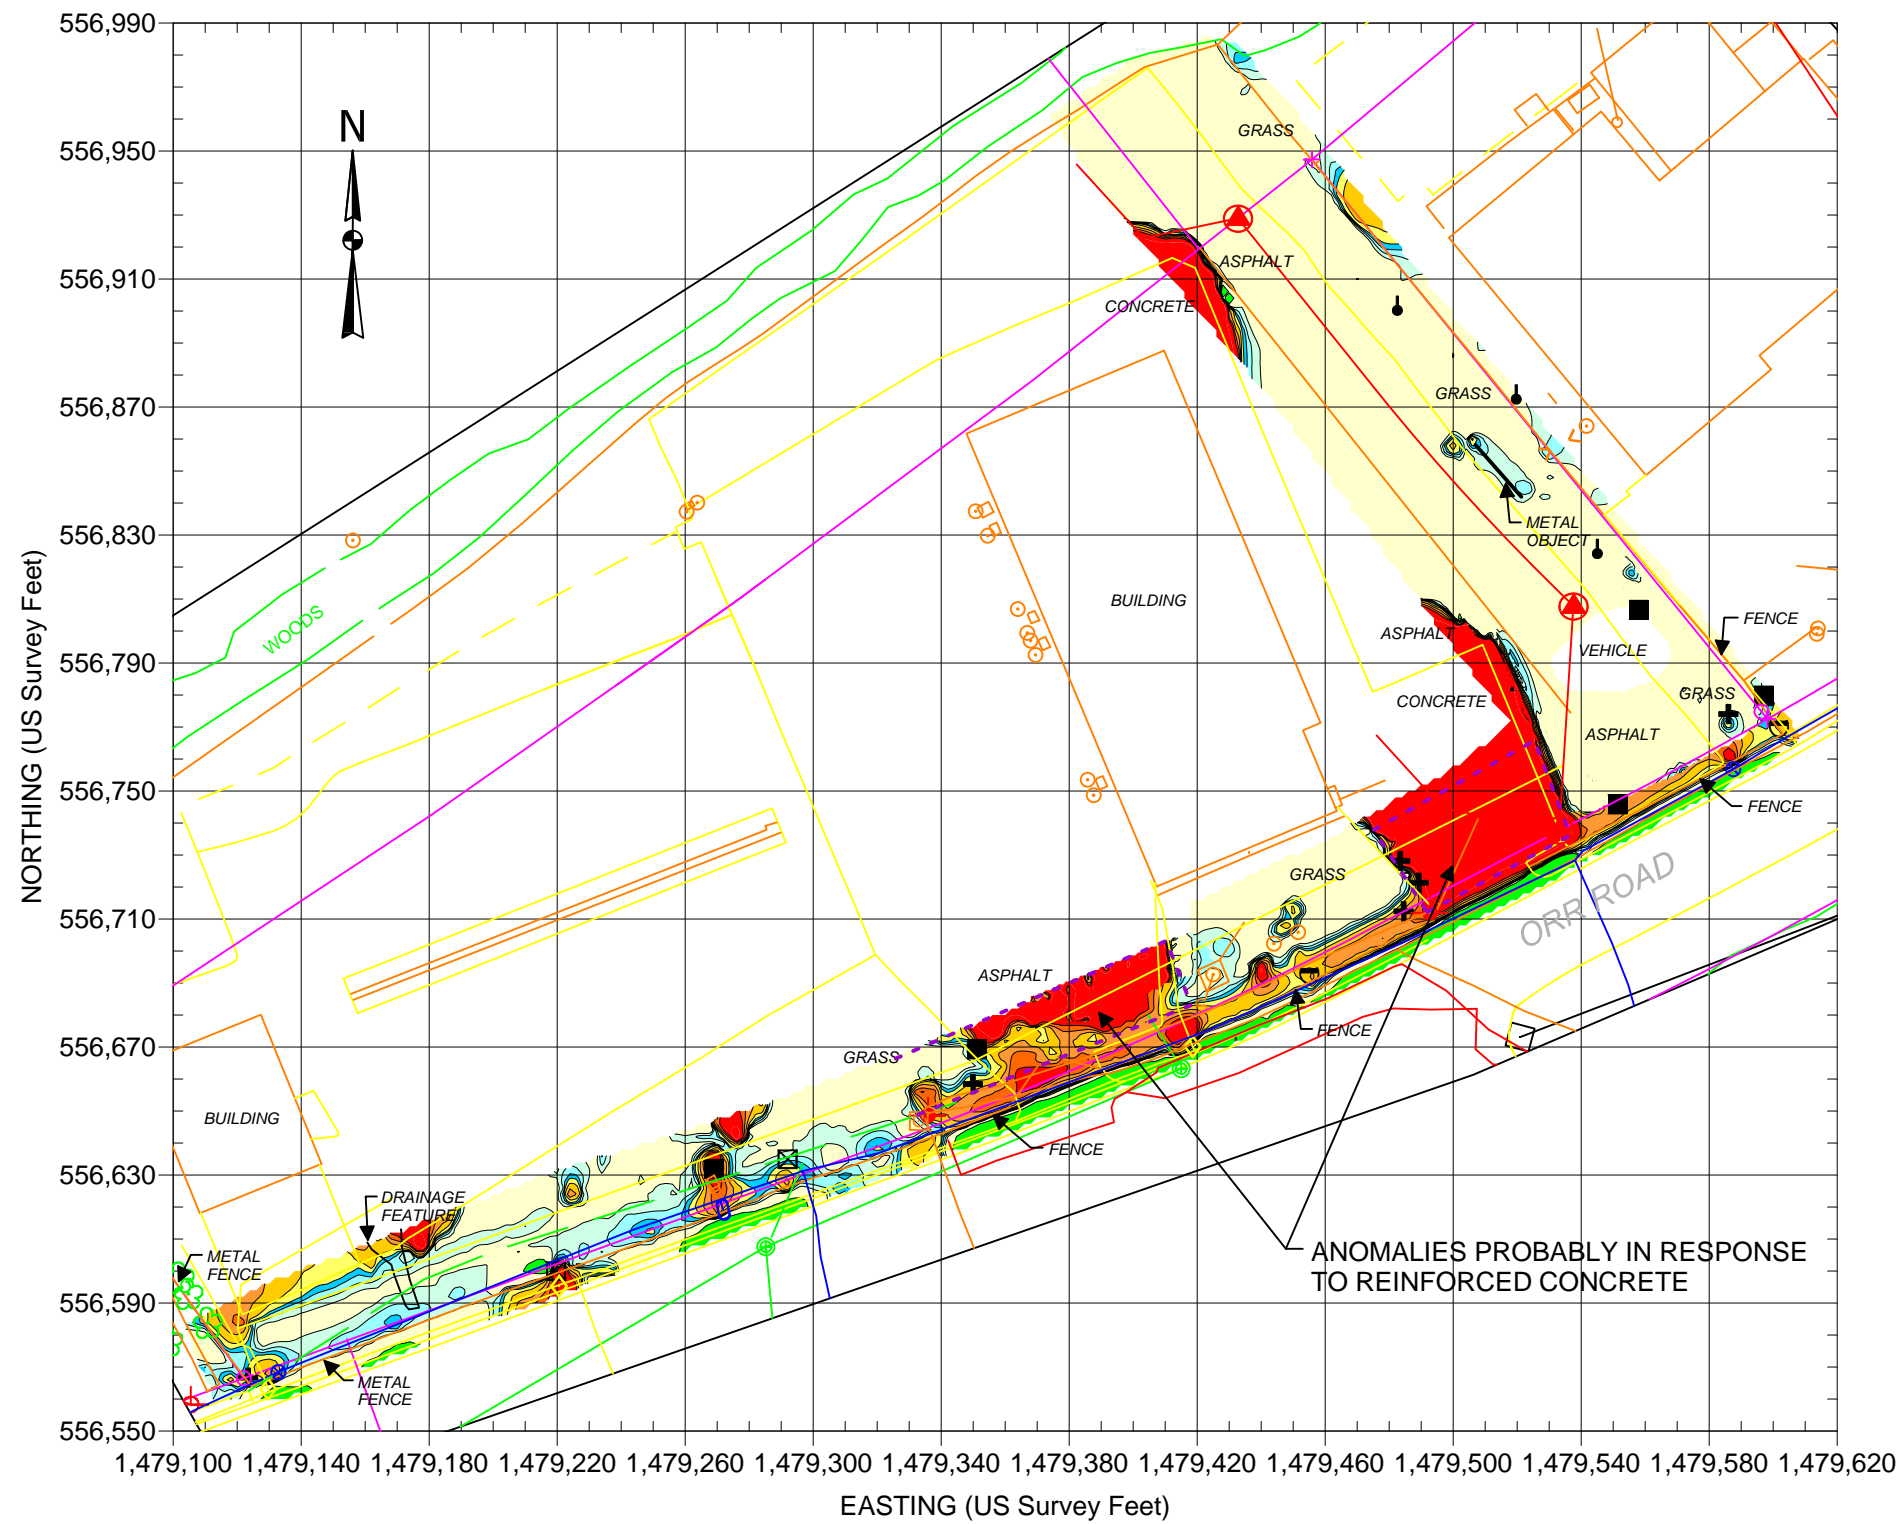 556,990
N
GRASS
556,950
ASPHALT
556,910
CONCRETE
GRASS
556,870
METAL
OBJECT
556,830
WOODS
BUILDING
FENCE
ASPHALT
VEHICLE
556,790
GRASS
CONCRETE
ASPHALT
556,750
FENCE
NORTHING (US Survey Feet)
GRASS
ORR ROAD
556,710
ASPHALT
FENCE
GRASS
556,670
BUILDING
FENCE
556,630
DRAINAGE
FEATURE
METAL
FENCE
ANOMALIES PROBABLY IN RESPONSE
TO REINFORCED CONCRETE
556,590
METAL
FENCE
556,550
1,479,100 1,479,140 1,479,180 1,479,220 1,479,260 1,479,300 1,479,340 1,479,380 1,479,420 1,479,460 1,479,500 1,479,540 1,479,580 1,479,620
EASTING (US Survey Feet)